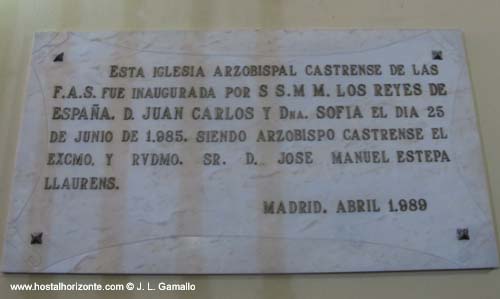 ESTA IGLESIA ARZOBISPAL CASTRENSE DE LAS
F.A.S. FUE INAUGURADA POR S S.M M. LOS REYES DE
ESPAÑA. D. JUAN CARLOS Y Dña. SOFIA EL DIA 25
DE JUNIO DE 1.985. SIENDO ARZOBISPO CASTRENSE EL
EXCMO. Y RVDMO. SR. D. JOSE MANUEL ESTEPA
LLAURENS.
MADRID. ABRIL 1.989
www.hostalhorizonte.com © J. L. Gamallo